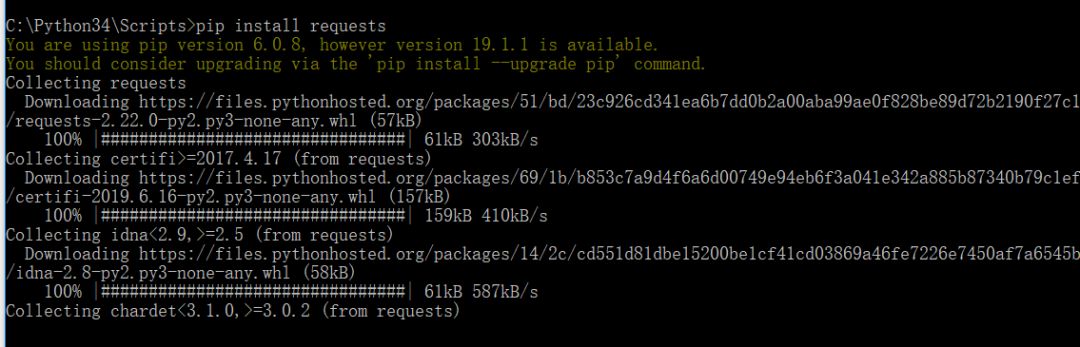 C:\Python34\Scripts>pip install requests
You are using pip version 6.0.8, however version 19.1.1 is available.
You should consider upgrading via the 'pip install --upgrade pip' command.
Collecting requests
  Downloading https://files.pythonhosted.org/packages/51/bd/23c926cd341ea6b7dd0b2a00aba99ae0f828be89d72b2190f27c1
/requests-2.22.0-py2.py3-none-any.whl (57kB)
    100% |################################| 61kB 303kB/s
Collecting certifi>=2017.4.17 (from requests)
  Downloading https://files.pythonhosted.org/packages/69/1b/b853c7a9d4f6a6d00749e94eb6f3a041e342a885b87340b79c1ef
/certifi-2019.6.16-py2.py3-none-any.whl (157kB)
    100% |################################| 159kB 410kB/s
Collecting idna<2.9,>=2.5 (from requests)
  Downloading https://files.pythonhosted.org/packages/14/2c/cd551d81dbe15200be1cf41cd03869a46fe7226e7450af7a6545b
/idna-2.8-py2.py3-none-any.whl (58kB)
    100% |################################| 61kB 587kB/s
Collecting chardet<3.1.0,>=3.0.2 (from requests)